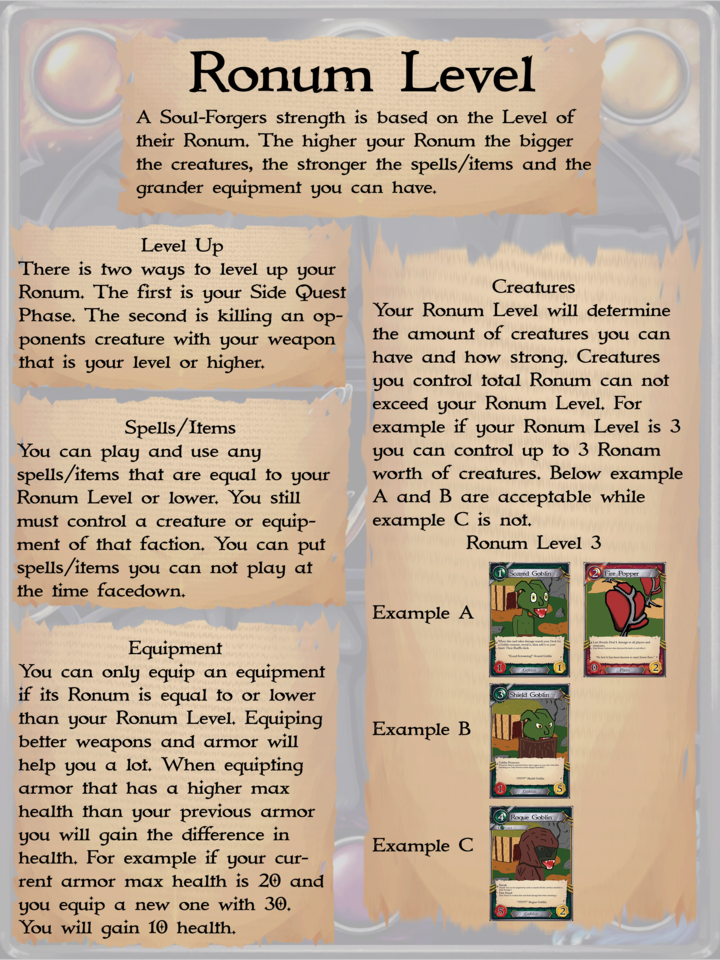 Ronum Level
A Soul-Forgers strength is based on the Level of
their Ronum. The higher your Ronum the bigger
the creatures, the stronger the spells/items and the
grander equipment you can have.
Level Up
There is two ways to level up your
Ronum. The first is your Side Quest
Phase. The second is killing an op-
ponents creature with your weapon
that is your level or higher.
Spells/Items
You can play and use any
spells/items that are equal to your
Ronum Level or lower. You still
must control a creature or equip-
ment of that faction. You can put
spells/items you can not play at
the time facedown.
Equipment
You can only equip an equipment
if its Ronum is equal to or lower
than your Ronum Level. Equiping
better weapons and armor will
help you a lot. When equipting
armor that has a higher max
health than your previous armor
you will gain the difference in
health. For example if your cur-
rent armor max health is 20 and
you equip a new one with 30.
You will gain 10 health.
Creatures
Your Ronum Level will determine
the amount of creatures you can
have and how strong. Creatures
you control total Ronum can not
exceed your Ronum Level. For
example if your Ronum Level is 3
you can control up to 3 Ronam
worth of creatures. Below example
A and B are acceptable while
example C is not.
Ronum Level 3
Example A
1 Scared Goblin
Goblin
1 1
2 Fire Popper
Plant
0 2
Example B
3 Shield Goblin
Goblin
5
Example C
4 Rogue Goblin
Goblin
2